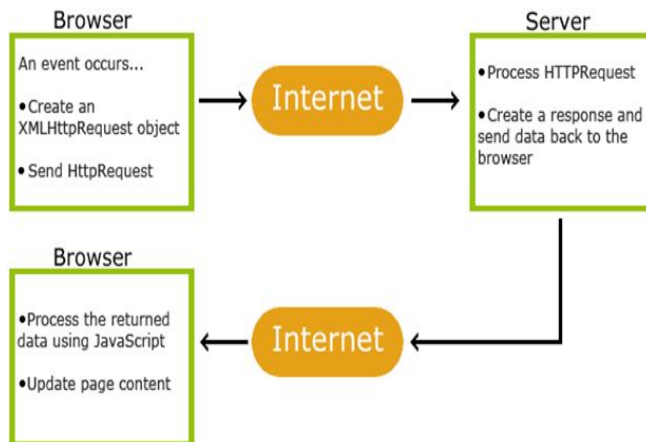 Browser
An event occurs...
•Create an
XMLHttpRequest object
•Send HttpRequest
Internet
Server
•Process HTTPRequest
•Create a response and
send data back to the
browser
Browser
•Process the returned
data using JavaScript
•Update page content
Internet